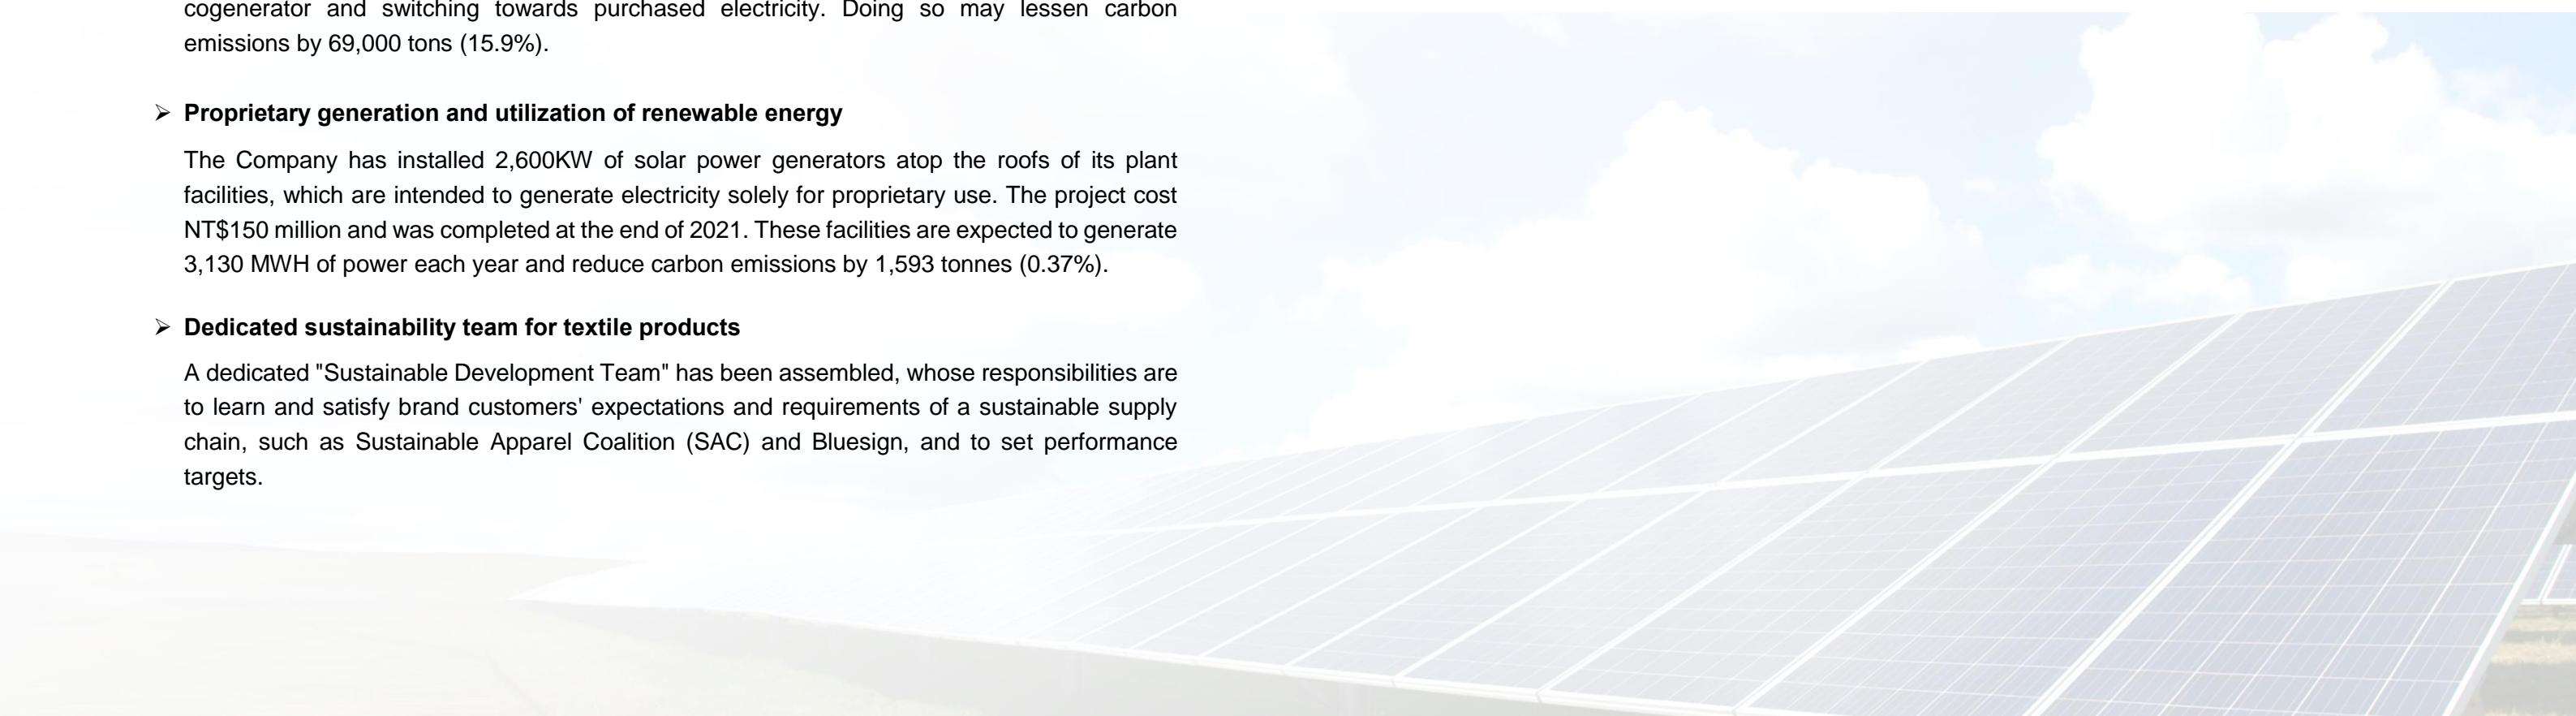 cogenerator and switching towards purchased electricity. Doing so may lessen carbon
emissions by 69,000 tons (15.9%).
➢ Proprietary generation and utilization of renewable energy
The Company has installed 2,600KW of solar power generators atop the roofs of its plant
facilities, which are intended to generate electricity solely for proprietary use. The project cost
NT$150 million and was completed at the end of 2021. These facilities are expected to generate
3,130 MWH of power each year and reduce carbon emissions by 1,593 tonnes (0.37%).
➢ Dedicated sustainability team for textile products
A dedicated "Sustainable Development Team" has been assembled, whose responsibilities are
to learn and satisfy brand customers' expectations and requirements of a sustainable supply
chain, such as Sustainable Apparel Coalition (SAC) and Bluesign, and to set performance
targets.